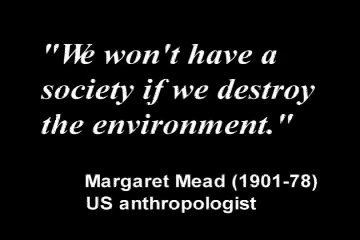 "We won't have a
society if we destroy
the environment."
Margaret Mead (1901-78)
US anthropologist